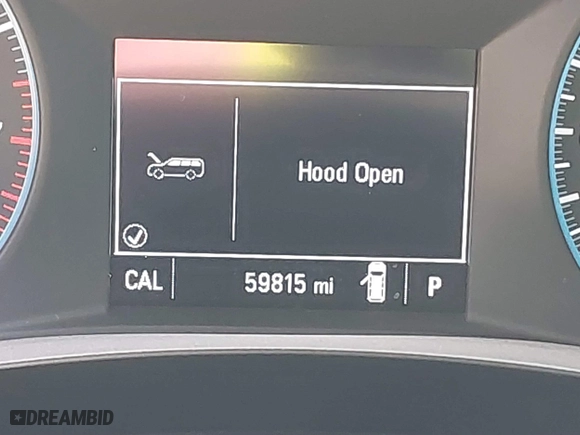 Hood Open
CAL
59815 mi
P
DREAMBID